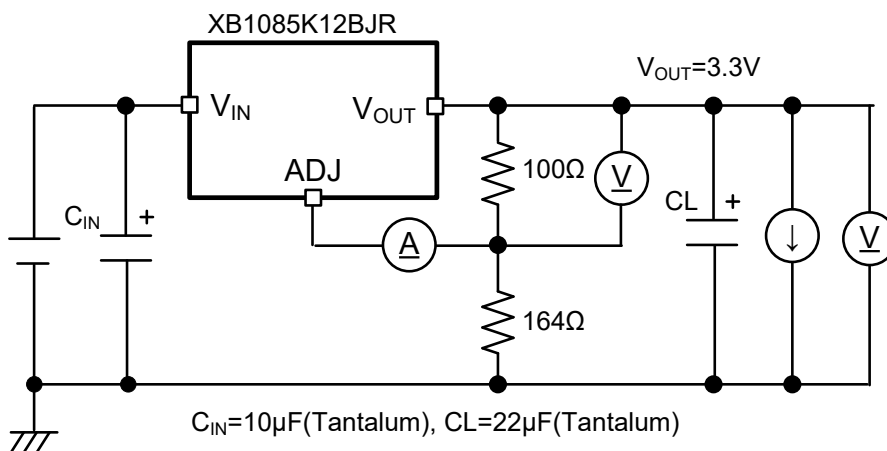 XB1085K12BJR
VOUT=3.3V
VIN
VOUT
ADJ
100Ω
V
CIN
+
A
CL
+
↓
V
164Ω
CIN=10µF(Tantalum), CL=22µF(Tantalum)